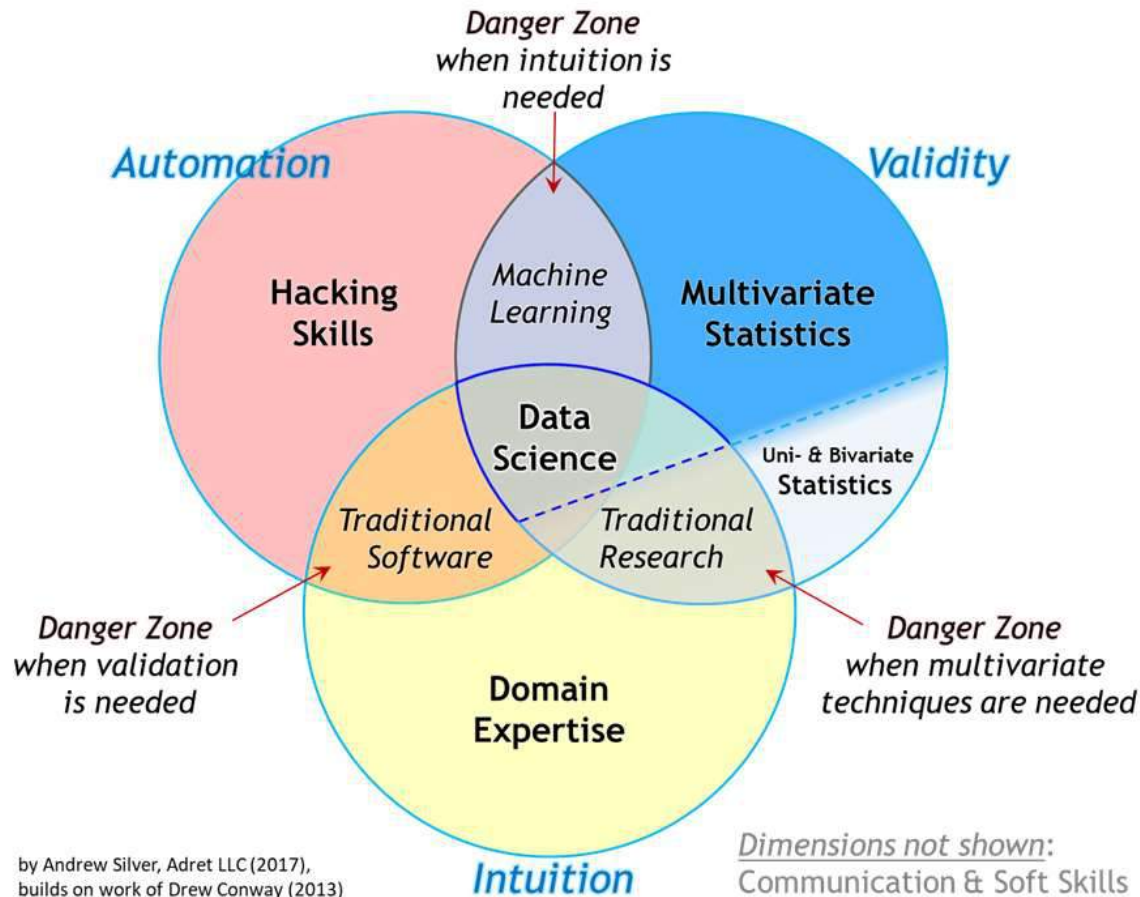 Danger Zone
when intuition is
needed
Automation
Validity
Hacking
Skills
Machine
Learning
Multivariate
Statistics
Data
Science
Uni- & Bivariate
Statistics
Traditional
Software
Traditional
Research
Danger Zone
when validation
is needed
Danger Zone
when multivariate
techniques are needed
Domain
Expertise
by Andrew Silver, Adret LLC (2017),
builds on work of Drew Conway (2013)
Intuition
Dimensions not shown:
Communication & Soft Skills